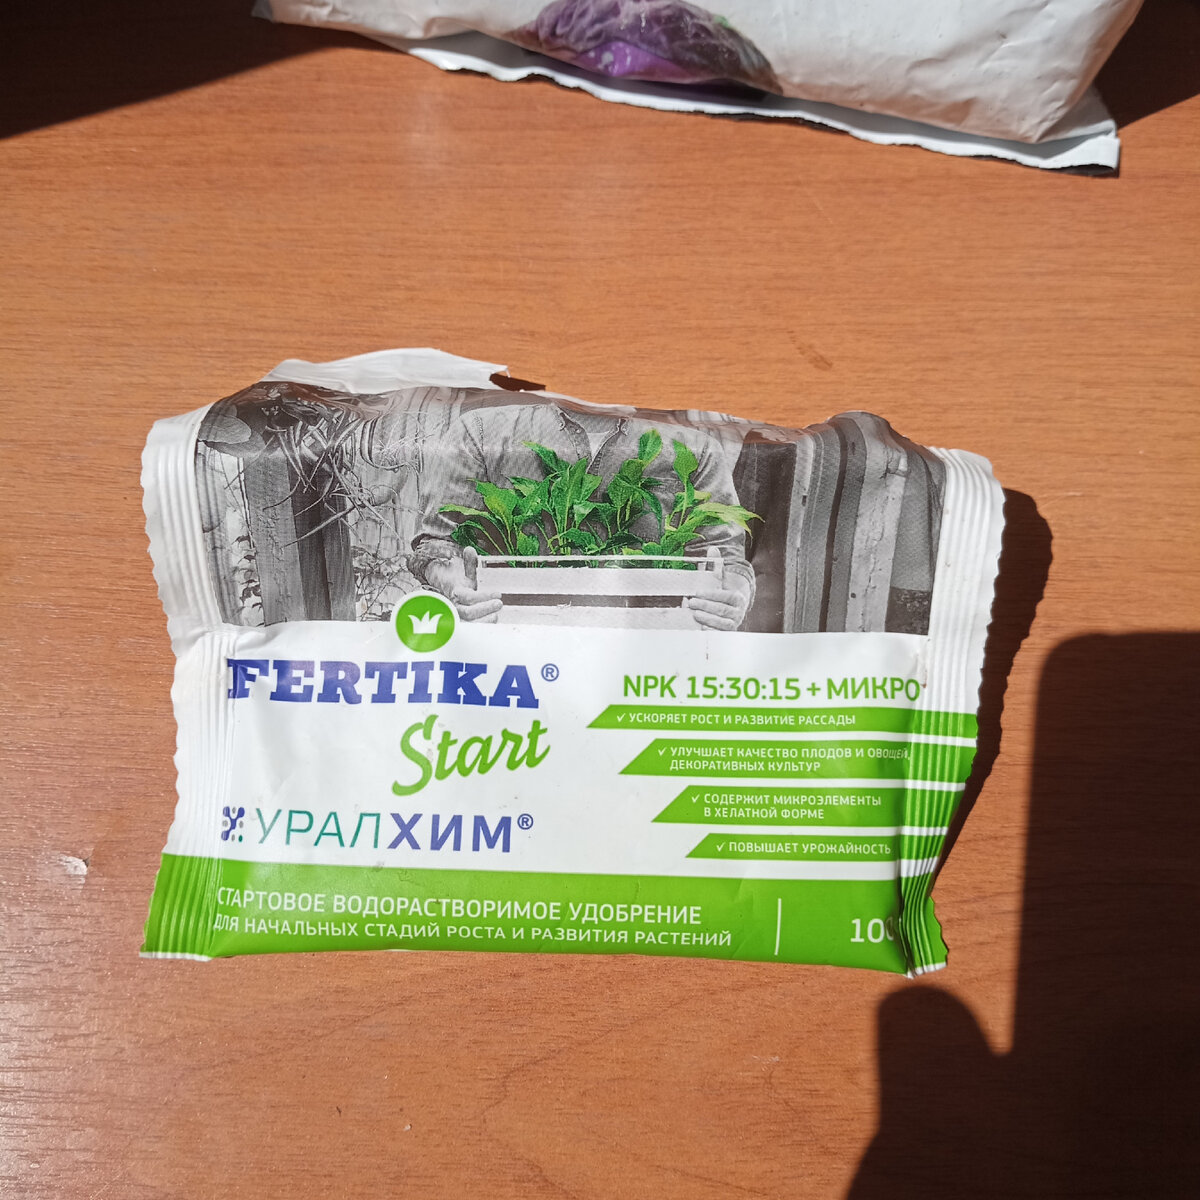 FERTIKA®
Start
УРАЛХИМ®
NPK 15:30:15 + МИКРО
✓ УСКОРЯЕТ РОСТ И РАЗВИТИЕ РАССАДЫ
✓ УЛУЧШАЕТ КАЧЕСТВО ПЛОДОВ И ОВОЩЕЙ,
ДЕКОРАТИВНЫХ КУЛЬТУР
✓ СОДЕРЖИТ МИКРОЭЛЕМЕНТЫ
В ХЕЛАТНОЙ ФОРМЕ
✓ ПОВЫШАЕТ УРОЖАЙНОСТЬ
СТАРТОВОЕ ВОДОРАСТВОРИМОЕ УДОБРЕНИЕ
ДЛЯ НАЧАЛЬНЫХ СТАДИЙ РОСТА И РАЗВИТИЯ РАСТЕНИЙ
100